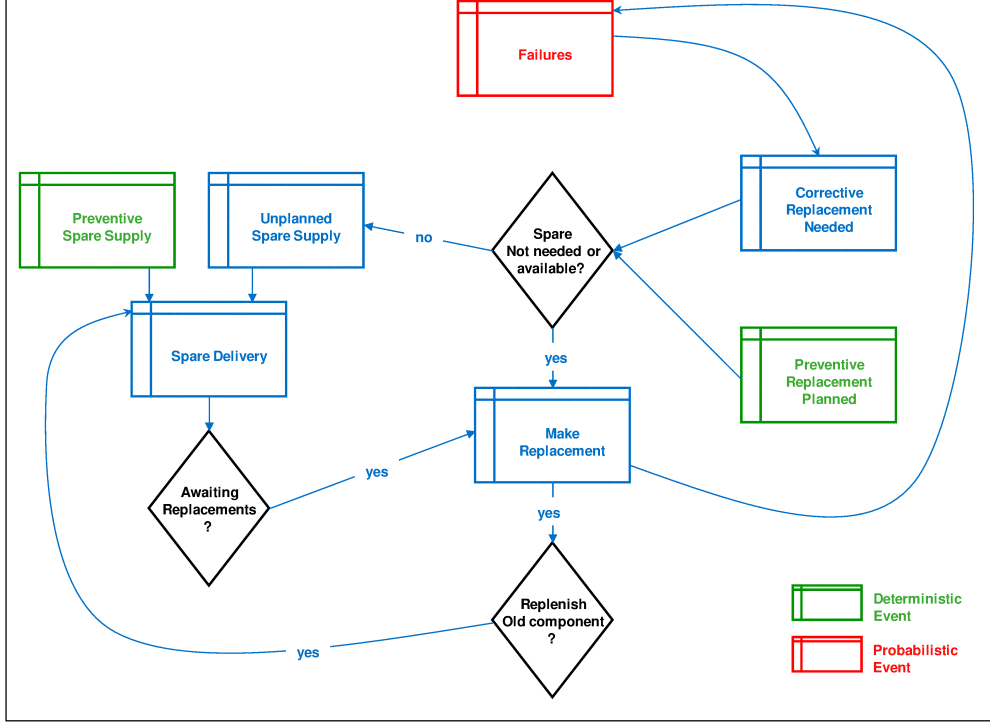 Failures
Corrective
Replacement
Needed
Preventive
Spare Supply
Unplanned
Spare Supply
no
Spare
Not needed or
available?
yes
Spare Delivery
Preventive
Replacement
Planned
Make
Replacement
yes
Awaiting
Replacements
?
yes
Replenish
Old component
?
yes
Deterministic
Event
Probabilistic
Event